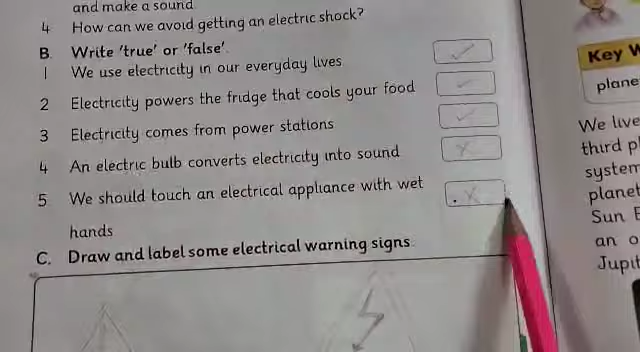 and make a sound
4 How can we avoid getting an electric shock?
B. Write 'true' or 'false'.
1 We use electricity in our everyday lives
2 Electricity powers the fridge that cools your food
3 Electricity comes from power stations
4 An electric bulb converts electricity into sound
5 We should touch an electrical appliance with wet
hands
C. Draw and label some electrical warning signs
Key
plane
We live
third
system
planet
Sun
an